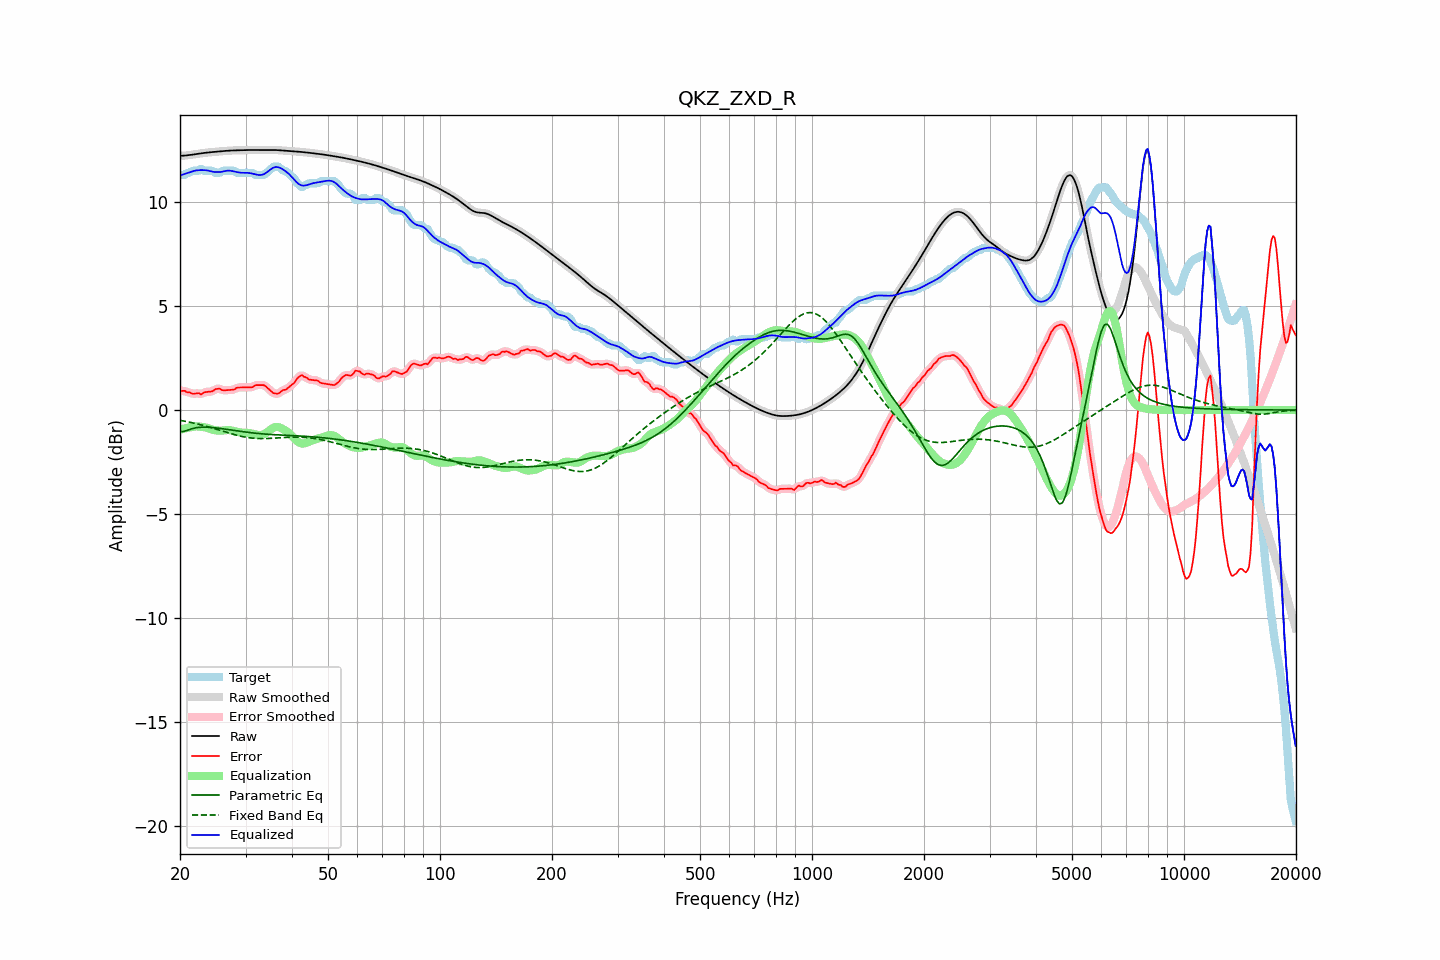 QKZ_ZXD_R
Amplitude (dBr)
10
5
0
−5
−10
−15
−20
Target
Raw Smoothed
Error Smoothed
Raw
Error
Equalization
Parametric Eq
Fixed Band Eq
Equalized
20
50
100
200
500
1000
2000
5000
10000
20000
Frequency (Hz)